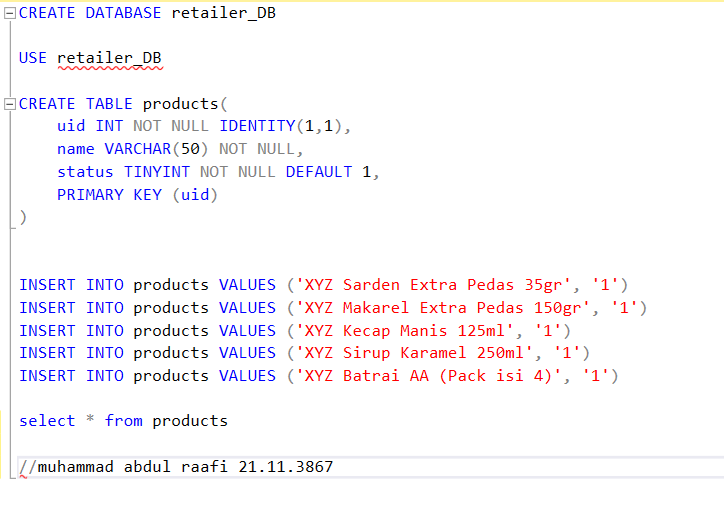 CREATE DATABASE retailer_DB
USE retailer_DB
CREATE TABLE products(
uid INT NOT NULL IDENTITY(1,1),
name VARCHAR(50) NOT NULL,
status TINYINT NOT NULL DEFAULT 1,
PRIMARY KEY (uid)
)
INSERT INTO products VALUES ('XYZ Sarden Extra Pedas 35gr', '1')
INSERT INTO products VALUES ('XYZ Makarel Extra Pedas 150gr', '1')
INSERT INTO products VALUES ('XYZ Kecap Manis 125ml', '1')
INSERT INTO products VALUES ('XYZ Sirup Karamel 250ml', '1')
INSERT INTO products VALUES ('XYZ Batrai AA (Pack isi 4)', '1')
select * from products
//muhammad abdul raafi 21.11.3867